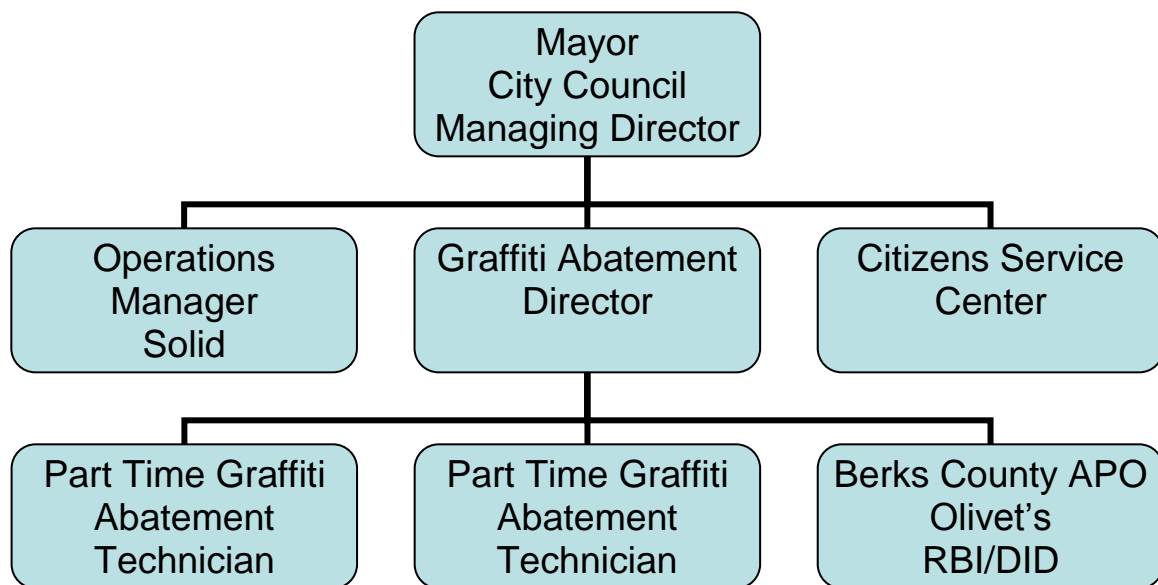 Mayor
City Council
Managing Director
Operations
Manager
Solid
Graffiti Abatement
Director
Citizens Service
Center
Part Time Graffiti
Abatement
Technician
Part Time Graffiti
Abatement
Technician
Berks County APO
Olivet’s
RBI/DID